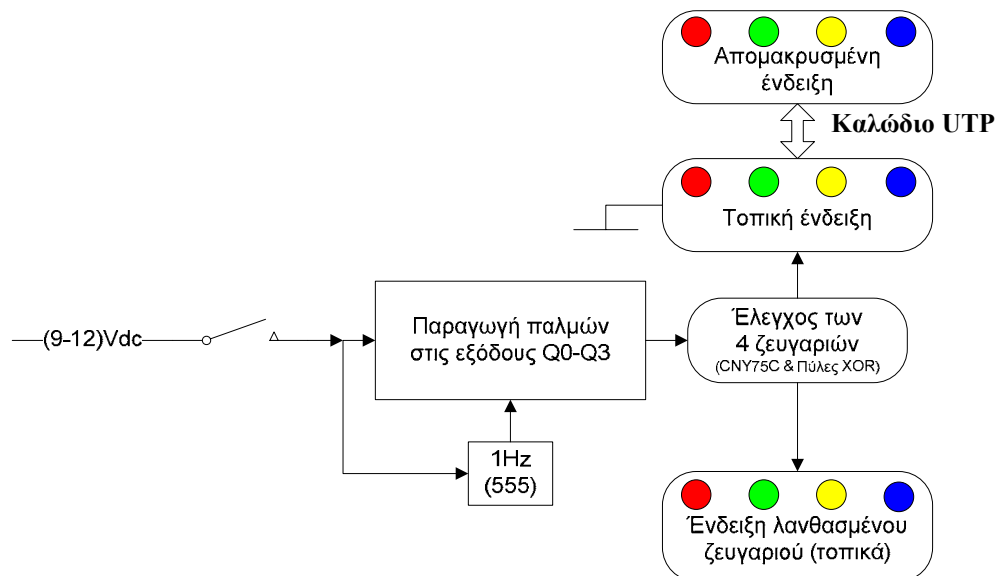 Απομακρυσμένη
ένδειξη
Καλώδιο UTP
Τοπική ένδειξη
(9-12)Vdc
Παραγωγή παλμών
στις εξόδους Q0-Q3
Έλεγχος των
4 ζευγαριών
(CNY75C & Πύλες XOR)
1Hz
(555)
Ένδειξη λανθασμένου
ζευγαριού (τοπικά)